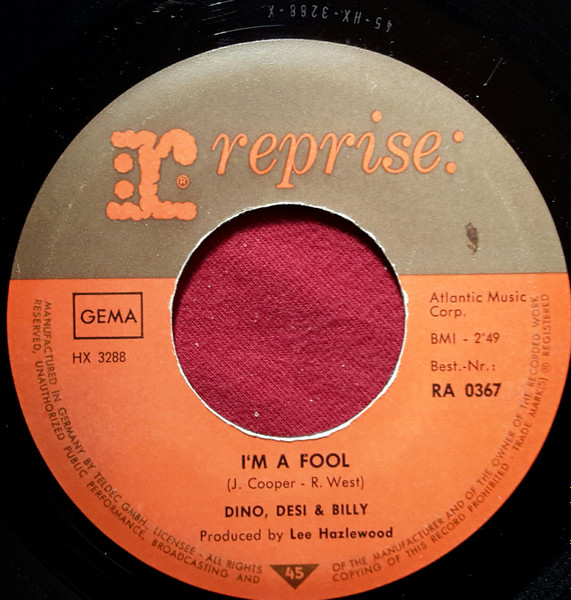 45-HX-3288-X
r® reprise:
GEMA
HX 3288
Atlantic Music
Corp.
BMI - 2'49
Best.-Nr.:
RA 0367
I'M A FOOL
(J. Cooper - R. West)
DINO, DESI & BILLY
Produced by Lee Hazlewood
45
MANUFACTURED IN GERMANY BY TELDEC GMBH, LICENSEE - ALL RIGHTS OF THE MANUFACTURER AND OF THE OWNER OF THE RECORDED WORK
RESERVED, UNAUTHORIZED PUBLIC PERFORMANCE, BROADCASTING AND COPYING OF THIS RECORD PROHIBITED - TRADE MARK(S) ® REGISTERED